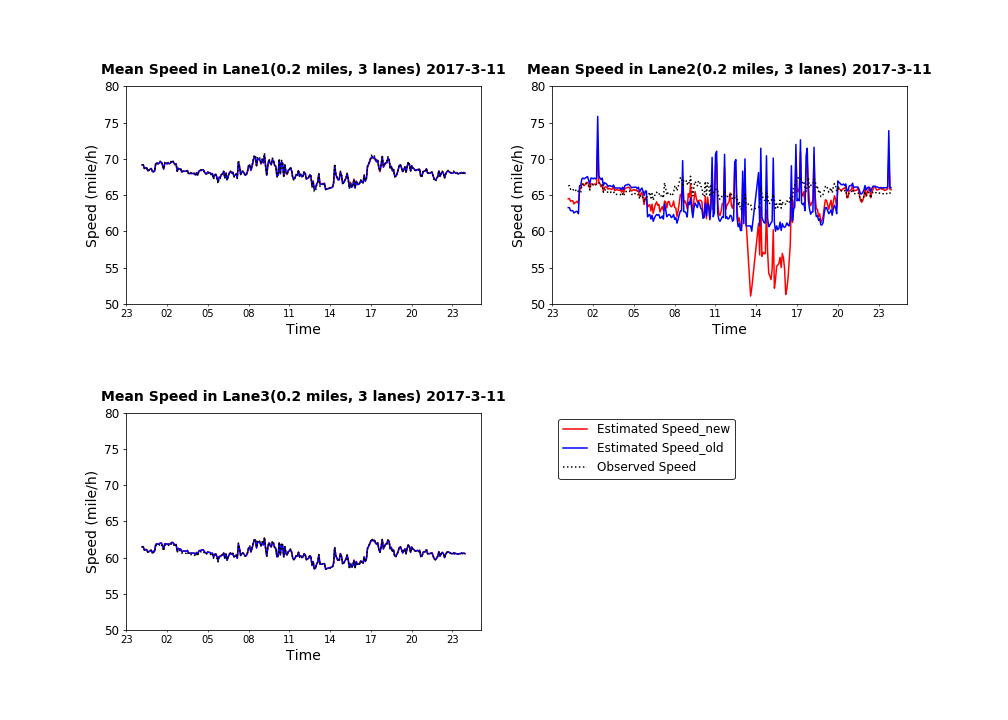 Mean Speed in Lane1(0.2 miles, 3 lanes) 2017-3-11
80
75
70
65
60
55
50
Speed (mile/h)
23 02 05 08 11 14 17 20 23
Time
Mean Speed in Lane2(0.2 miles, 3 lanes) 2017-3-11
80
75
70
65
60
55
50
Speed (mile/h)
23 02 05 08 11 14 17 20 23
Time
Mean Speed in Lane3(0.2 miles, 3 lanes) 2017-3-11
80
75
70
65
60
55
50
Speed (mile/h)
23 02 05 08 11 14 17 20 23
Time
Estimated Speed_new
Estimated Speed_old
Observed Speed